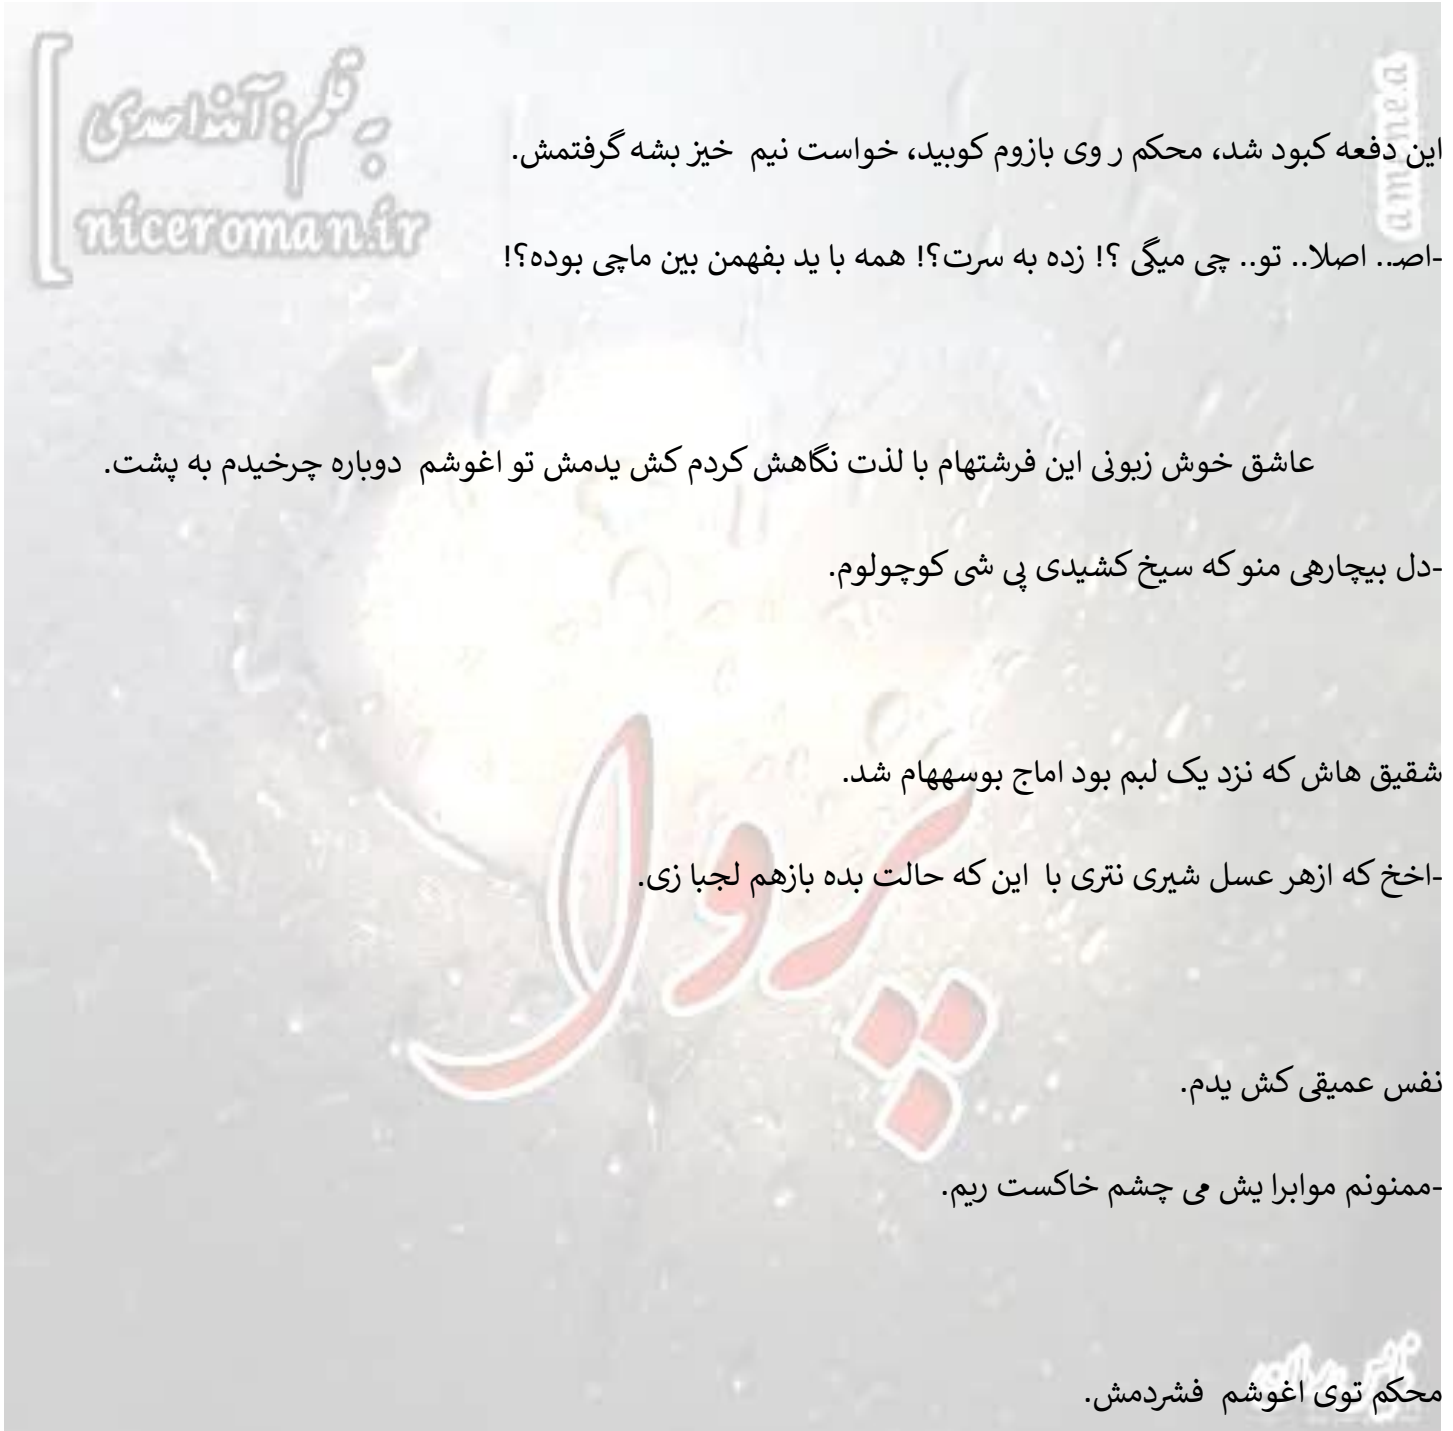 به قلم: آمنه احمدی
niceroman.ir
amnea
این دفعه کبود شد، محکم ر وی بازوم کوبید، خواست نیم خیز بشه گرفتمش.
-اصـ.. اصلا.. تو.. چی میگی ؟! زده به سرت؟! همه با ید بفهمن بین ماچی بوده؟!
عاشق خوش زبونی این فرشتهام با لذت نگاهش کردم کش یدمش تو اغوشم دوباره چرخیدم به پشت.
-دل بیچارهی منو که سیخ کشیدی پی شی کوچولوم.
شقیق هاش که نزد یک لبم بود اماج بوسههام شد.
-اخخ که ازهر عسل شیری نتری با این که حالت بده بازهم لجبا زی.
پروا
نفس عمیقی کش یدم.
-ممنونم موابرا یش می چشم خاکست ریم.
محکم توی اغوشم فشردمش.